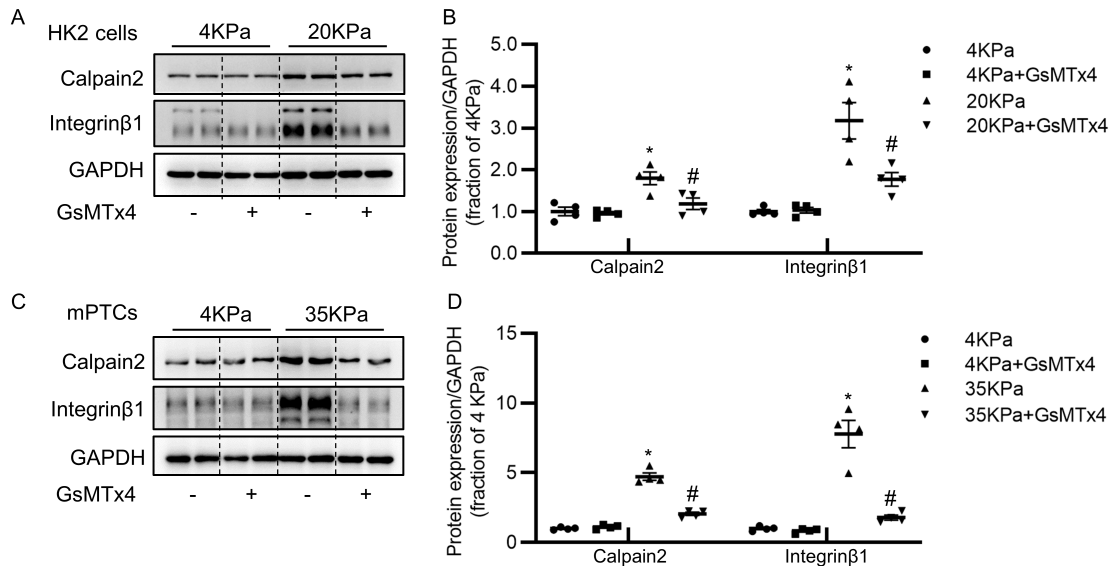 A
HK2 cells
4KPa
20KPa
Calpain2
Integrinβ1
GAPDH
GsMTx4
- + - +
B
Protein expression/GAPDH
(fraction of 4KPa)
5.0
4.0
3.0
2.0
1.0
0.0
*
#
*
#
Calpain2
Integrinβ1
4KPa
4KPa+GsMTx4
20KPa
20KPa+GsMTx4
C
mPTCs
4KPa
35KPa
Calpain2
Integrinβ1
GAPDH
GsMTx4
- + - +
D
Protein expression/GAPDH
(fraction of 4 KPa)
15
10
5
0
*
#
*
#
Calpain2
Integrinβ1
4KPa
4KPa+GsMTx4
35KPa
35KPa+GsMTx4